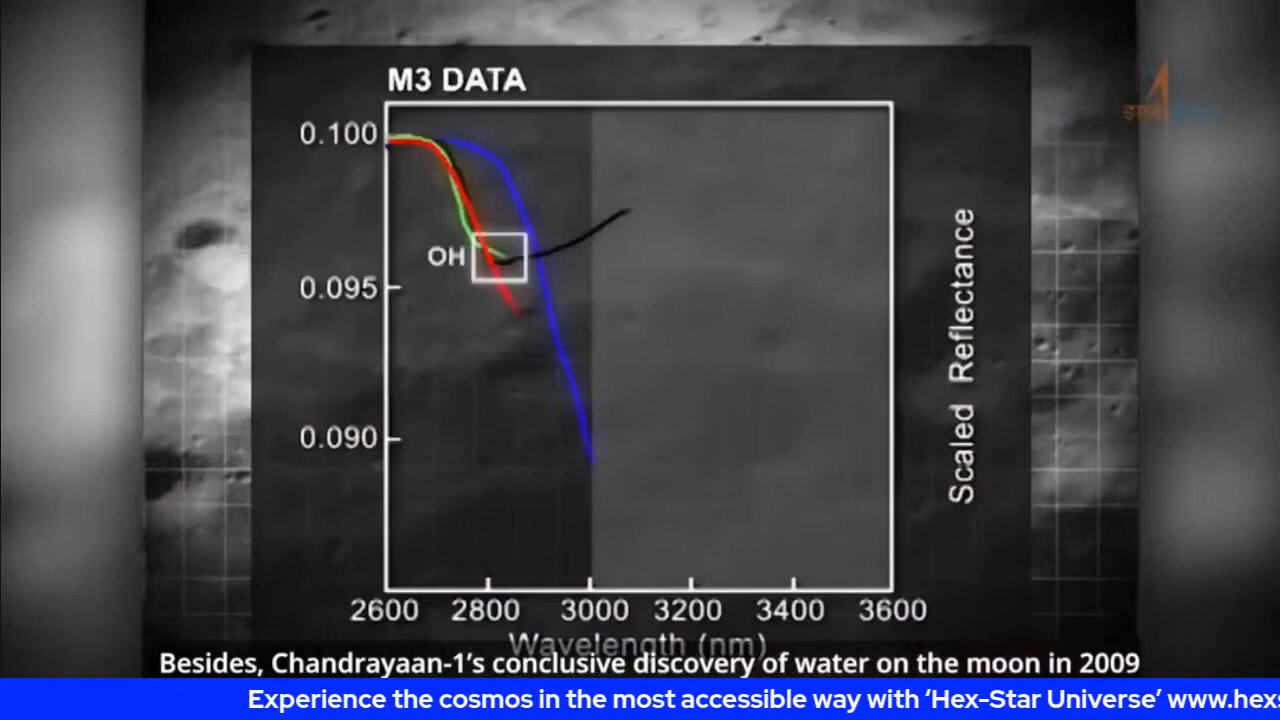 M3 DATA
0.100
OH
0.095
0.090
Scaled Reflectance
2600 2800 3000 3200 3400 3600
Wavelength (nm)
Besides, Chandrayaan-1’s conclusive discovery of water on the moon in 2009
Experience the cosmos in the most accessible way with ‘Hex-Star Universe’ www.hex